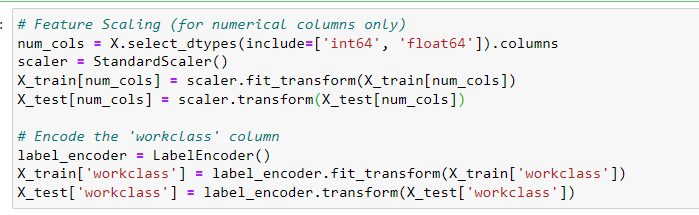 : # Feature Scaling (for numerical columns only)
num_cols = X.select_dtypes(include=['int64', 'float64']).columns
scaler = StandardScaler()
X_train[num_cols] = scaler.fit_transform(X_train[num_cols])
X_test[num_cols] = scaler.transform(X_test[num_cols])
# Encode the 'workclass' column
label_encoder = LabelEncoder()
X_train['workclass'] = label_encoder.fit_transform(X_train['workclass'])
X_test['workclass'] = label_encoder.transform(X_test['workclass'])